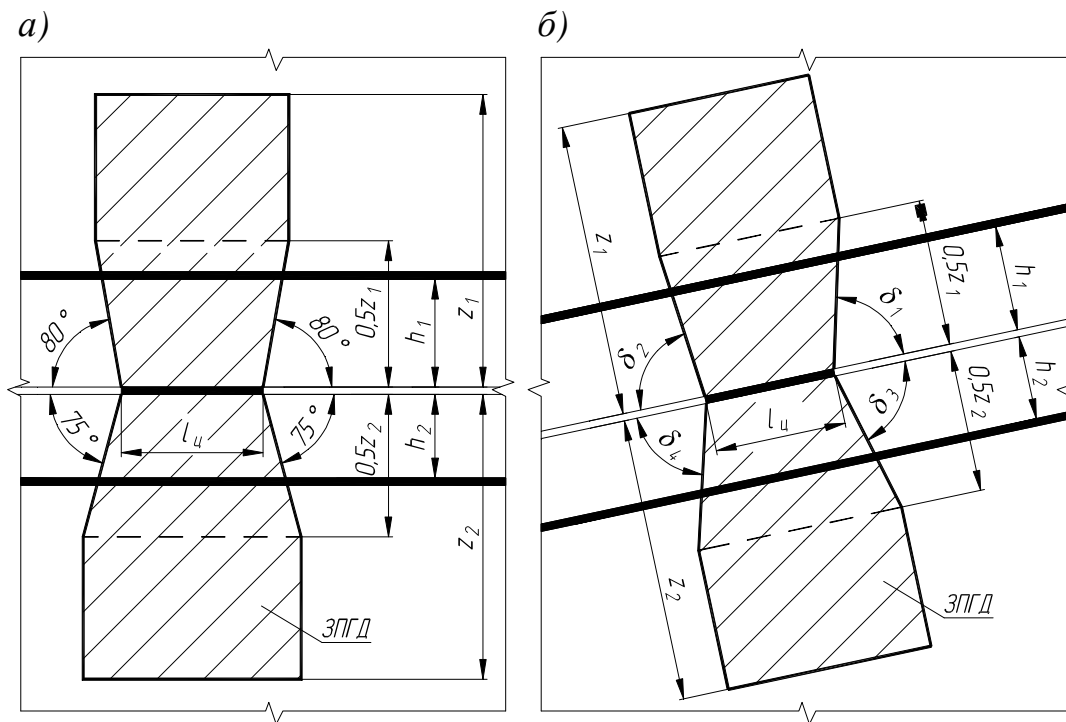 а)
80°
80°
0,5z₁
h₁
z₁
75°
75°
lц
0,5z₂
h₂
z₂
ЗПГД
б)
z₁
0,5z₁
h₁
δ₁
δ₂
δ₃
δ₄
lц
0,5z₂
h₂
z₂
ЗПГД